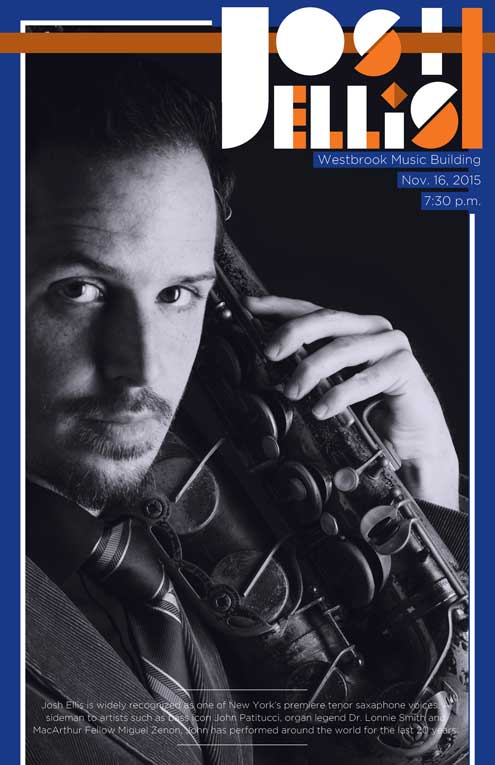 JOSH
ELLIS
Westbrook Music Building
Nov. 16, 2015
7:30 p.m.
Josh Ellis is widely recognized as one of New York's premiere tenor saxaphone voices. A
sideman to artists such as bass icon John Patitucci, organ legend Dr. Lonnie Smith and
MacArthur Fellow Miguel Zenon, John has performed around the world for the last 20 years.